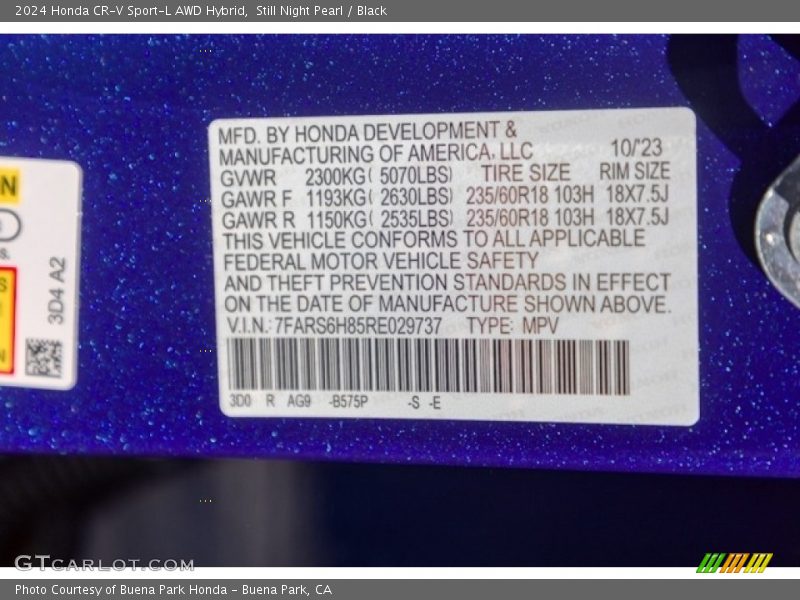 2024 Honda CR-V Sport-L AWD Hybrid,  Still Night Pearl / Black
MFD. BY HONDA DEVELOPMENT &
MANUFACTURING OF AMERICA, LLC 10/'23
GVWR 2300KG( 5070LBS) TIRE SIZE RIM SIZE
GAWR F 1193KG( 2630LBS) 235/60R18 103H 18X7.5J
GAWR R 1150KG( 2535LBS) 235/60R18 103H 18X7.5J
THIS VEHICLE CONFORMS TO ALL APPLICABLE
FEDERAL MOTOR VEHICLE SAFETY
AND THEFT PREVENTION STANDARDS IN EFFECT
ON THE DATE OF MANUFACTURE SHOWN ABOVE.
V.I.N.: 7FARS6H85RE029737 TYPE: MPV
3D0 R AG9 -B575P -S -E
3D4 A2
GTCARLOT.COM
Photo Courtesy of Buena Park Honda - Buena Park, CA